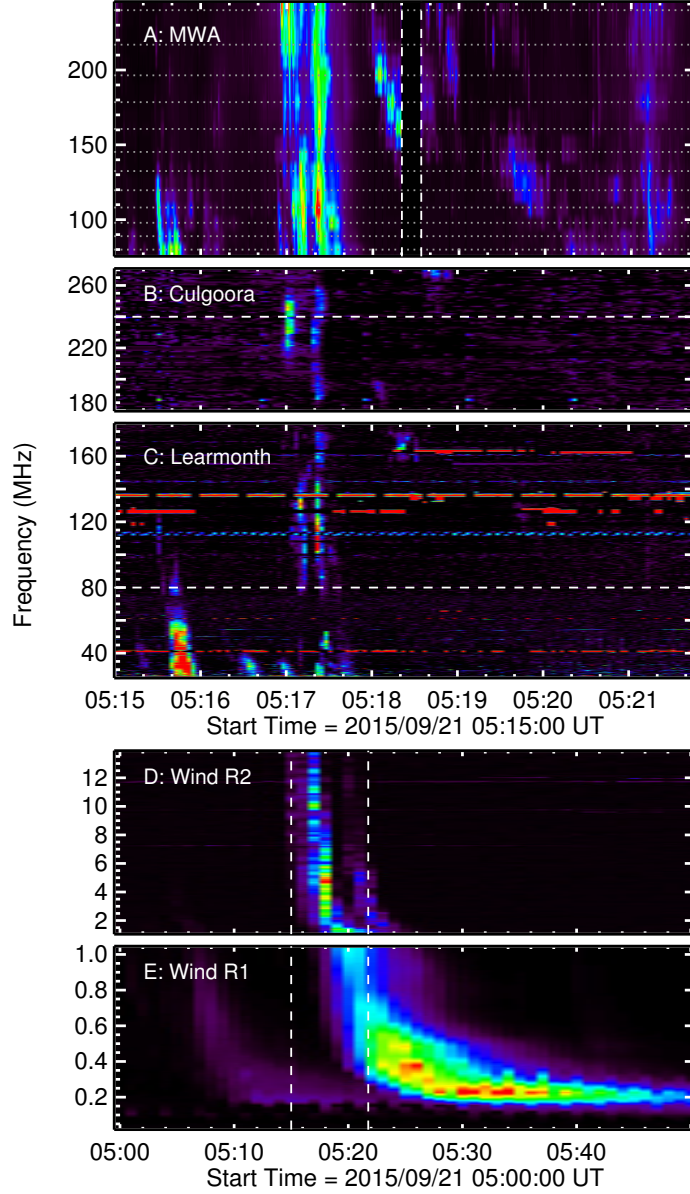 A: MWA
200
150
100
B: Culgoora
260
220
180
C: Learmonth
160
120
80
40
Frequency (MHz)
05:15 05:16 05:17 05:18 05:19 05:20 05:21
Start Time = 2015/09/21 05:15:00 UT
D: Wind R2
12
10
8
6
4
2
E: Wind R1
1.0
0.8
0.6
0.4
0.2
05:00 05:10 05:20 05:30 05:40
Start Time = 2015/09/21 05:00:00 UT